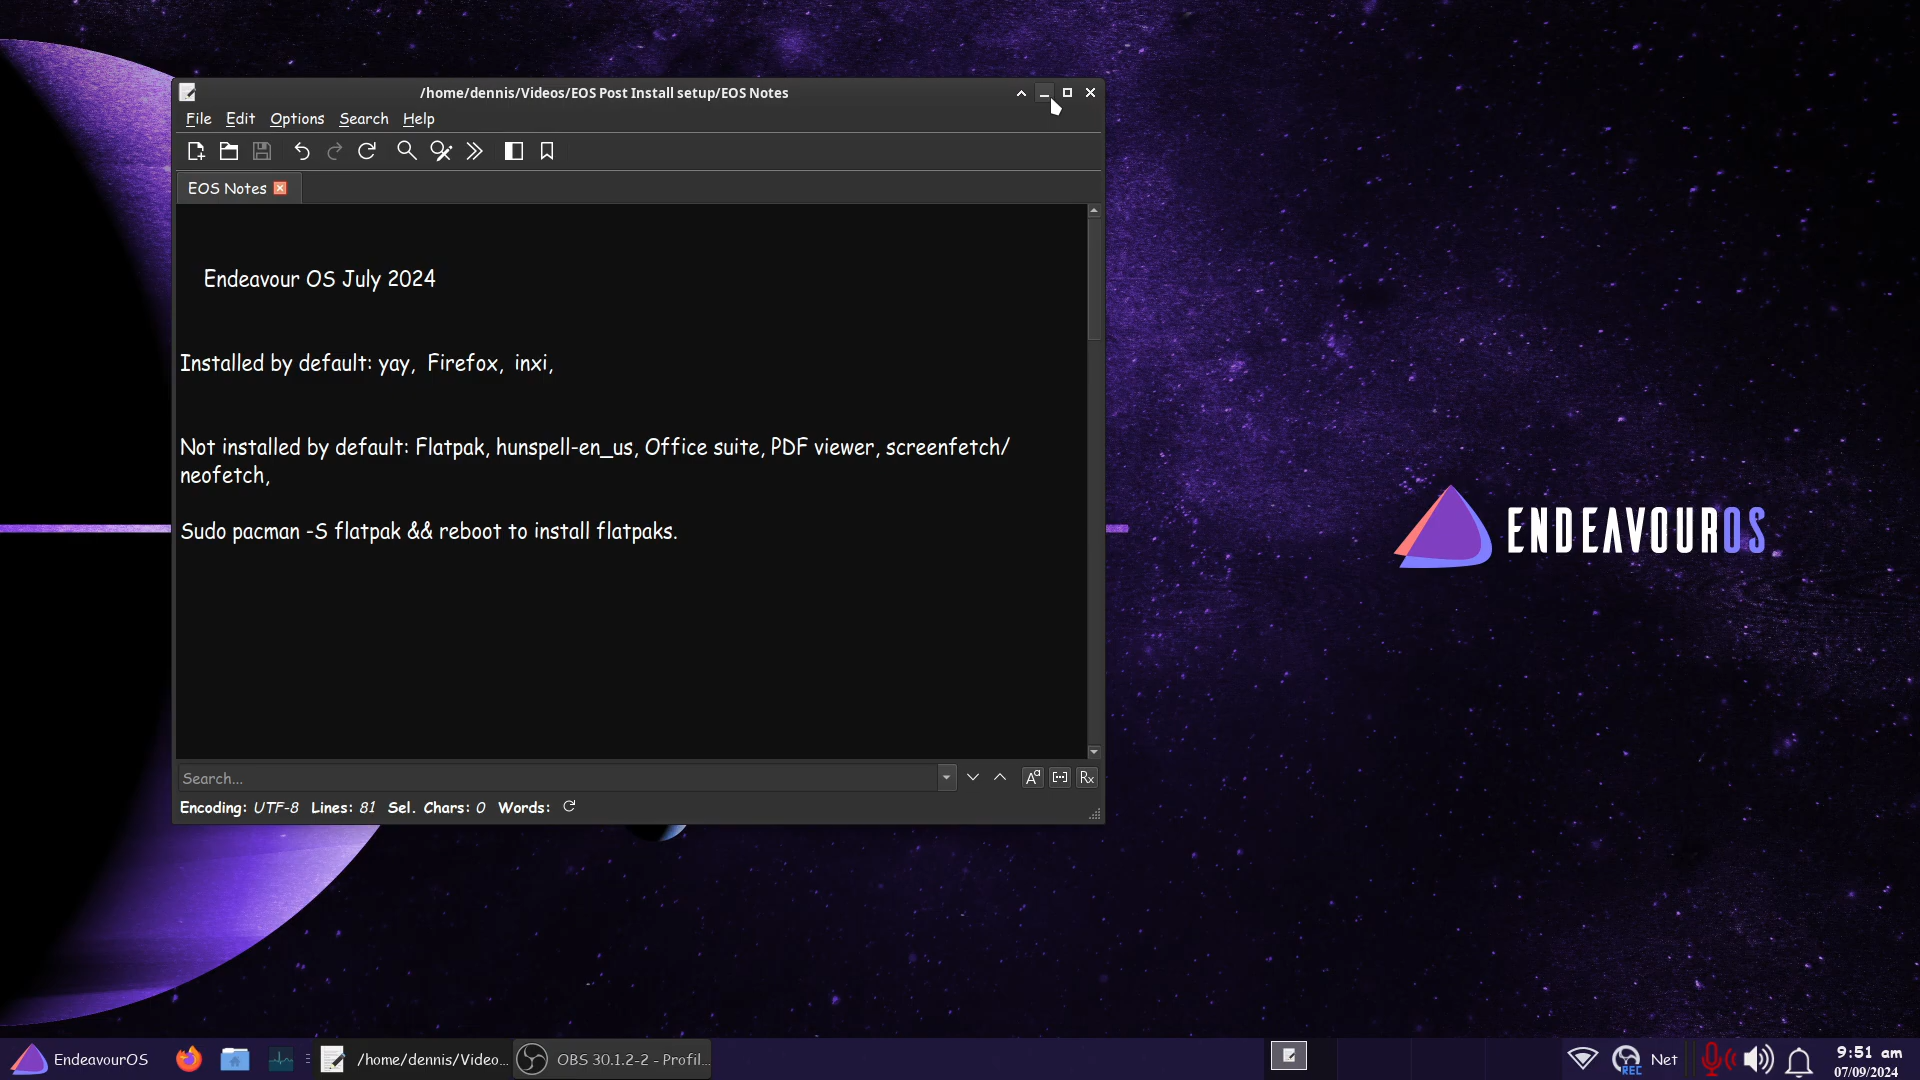 /home/dennis/Videos/EOS Post Install setup/EOS Notes
File Edit Options Search Help
EOS Notes
Endeavour OS July 2024
Installed by default: yay, Firefox, inxi,
Not installed by default: Flatpak, hunspell-en_us, Office suite, PDF viewer, screenfetch/
neofetch,
Sudo pacman -S flatpak && reboot to install flatpaks.
ENDEAVOUROS
Search...
Encoding: UTF-8 Lines: 81 Sel. Chars: 0 Words:
EndeavourOS /home/dennis/Video... OBS 30.1.2-2 - Profil... REC Net 9:51 am
07/09/2024